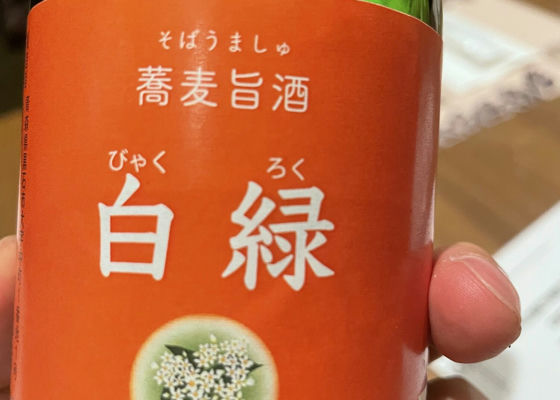 そばうましゅ
蕎麦旨酒
びゃく ろく
白緑